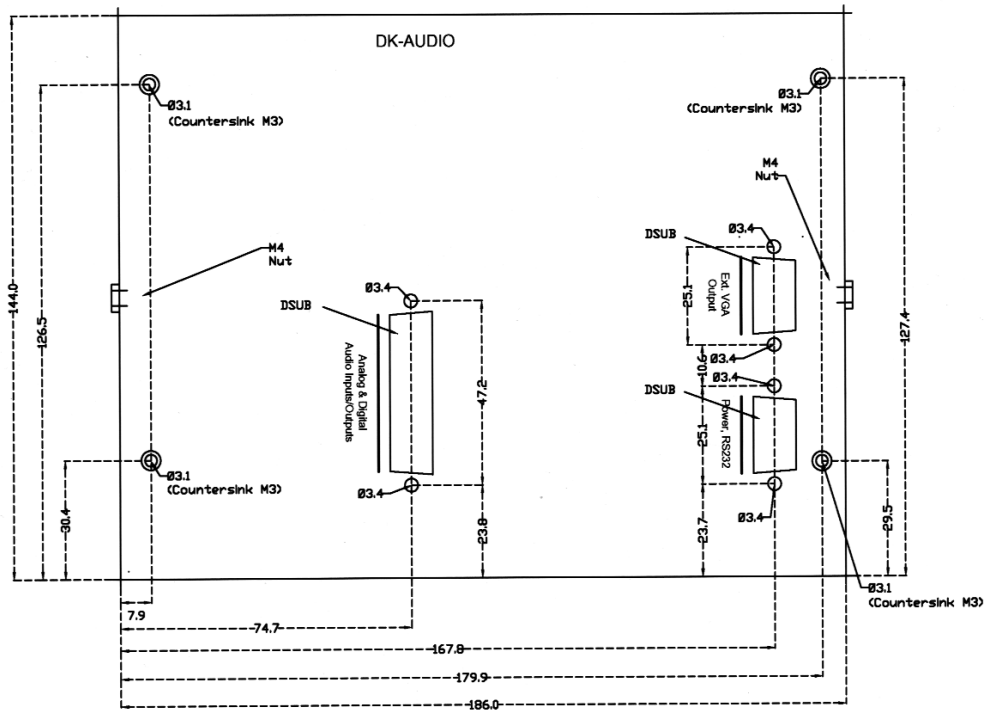 DK-AUDIO
Ø3.1
(Countersink M3)
Ø3.1
(Countersink M3)
M4
Nut
M4
Nut
Ø3.4
DSUB
Ext. VGA
Output
25.1
Ø3.4
10.6
Ø3.4
DSUB
Power, RS232
25.1
Ø3.4
23.7
Ø3.4
DSUB
Analog & Digital
Audio Inputs/Outputs
47.2
Ø3.4
23.8
Ø3.1
(Countersink M3)
Ø3.1
(Countersink M3)
144.0
126.5
30.4
127.4
29.5
7.9
74.7
167.8
179.9
186.0